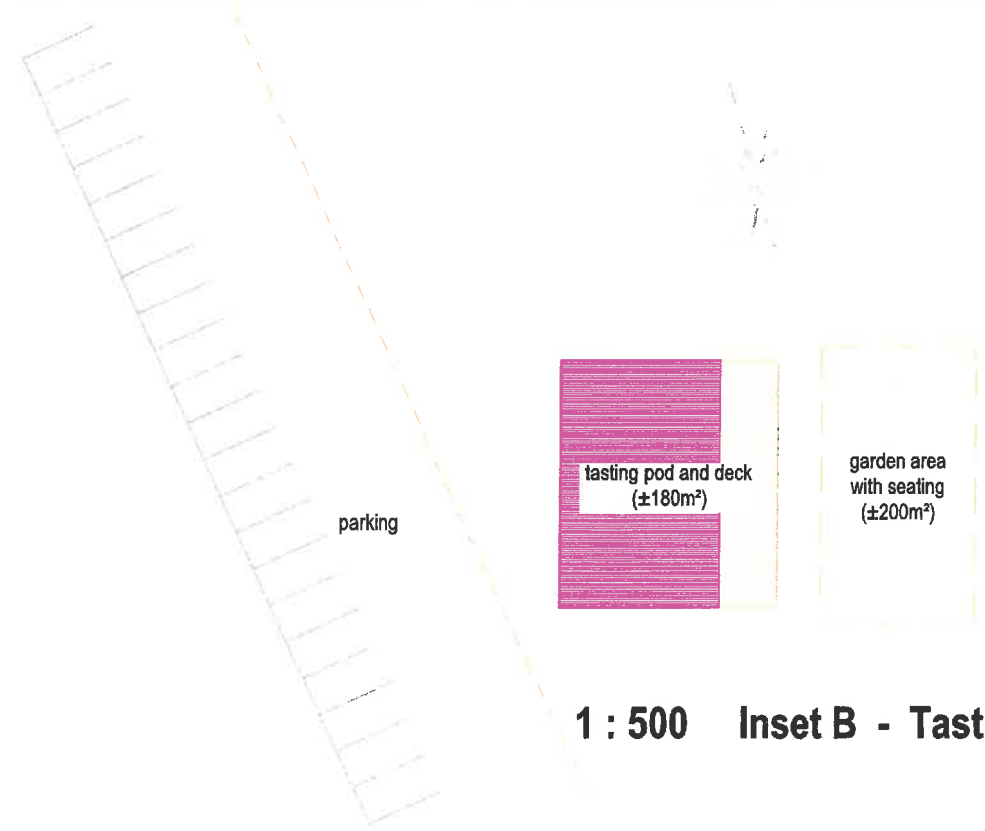 tasting pod and deck
(±180m²)
garden area
with seating
(±200m²)
parking
1 : 500 Inset B - Tast